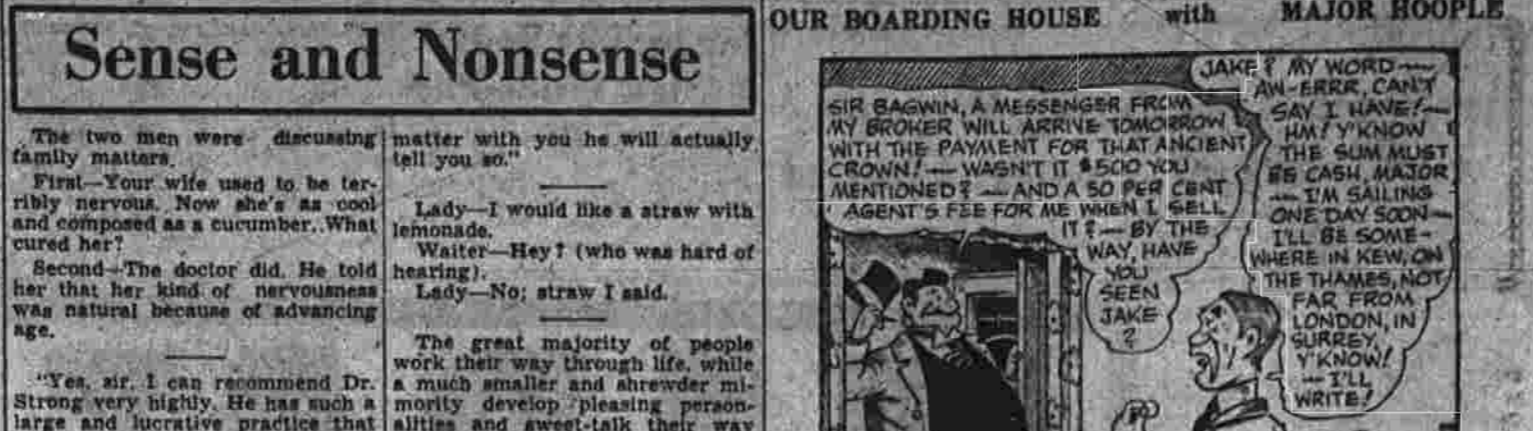 Sense and Nonsense
The two men were discussing
family matters.
First—Your wife used to be ter-
ribly nervous. Now she's as cool
and composed as a cucumber. What
cured her?
Second—The doctor did. He told
her that her kind of nervousness
was natural because of advancing
age.
"Yes, sir, I can recommend Dr.
Strong very highly. He has such a
large and lucrative practice that
matter with you he will actually
tell you so."
Lady—I would like a straw with
lemonade.
Waiter—Hey? (who was hard of
hearing).
Lady—No; straw I said.
The great majority of people
work their way through life, while
a much smaller and shrewder mi-
nority develop pleasing person-
alities and sweet-talk their way
OUR BOARDING HOUSE with MAJOR HOOPLE
SIR BAGWIN, A MESSENGER FROM
MY BROKER WILL ARRIVE TOMORROW
WITH THE PAYMENT FOR THAT ANCIENT
CROWN!— WASN'T IT $500 YOU
MENTIONED? — AND A 50 PER CENT
AGENT'S FEE FOR ME WHEN I SELL
IT? — BY THE
WAY, HAVE
YOU
SEEN
JAKE
?
JAKE? MY WORD —
AW-ERRR, CAN'T
SAY I HAVE! —
HM! Y'KNOW
THE SUM MUST
BE CASH, MAJOR
— I'M SAILING
ONE DAY SOON —
I'LL BE SOME-
WHERE IN KEW, ON
THE THAMES, NOT
FAR FROM
LONDON, IN
SURREY,
Y'KNOW!
— I'LL
WRITE!